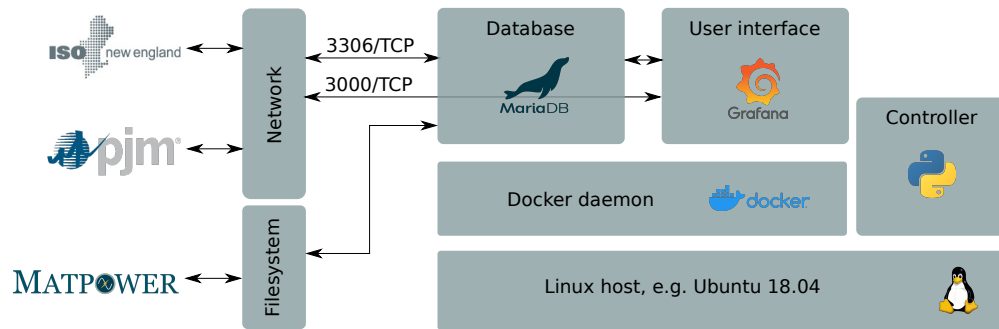 ISO new england
pjm®
MATPOWER
Network
Filesystem
3306/TCP
3000/TCP
Database
MariaDB
User interface
Grafana
Controller
Docker daemon
docker
Linux host, e.g. Ubuntu 18.04